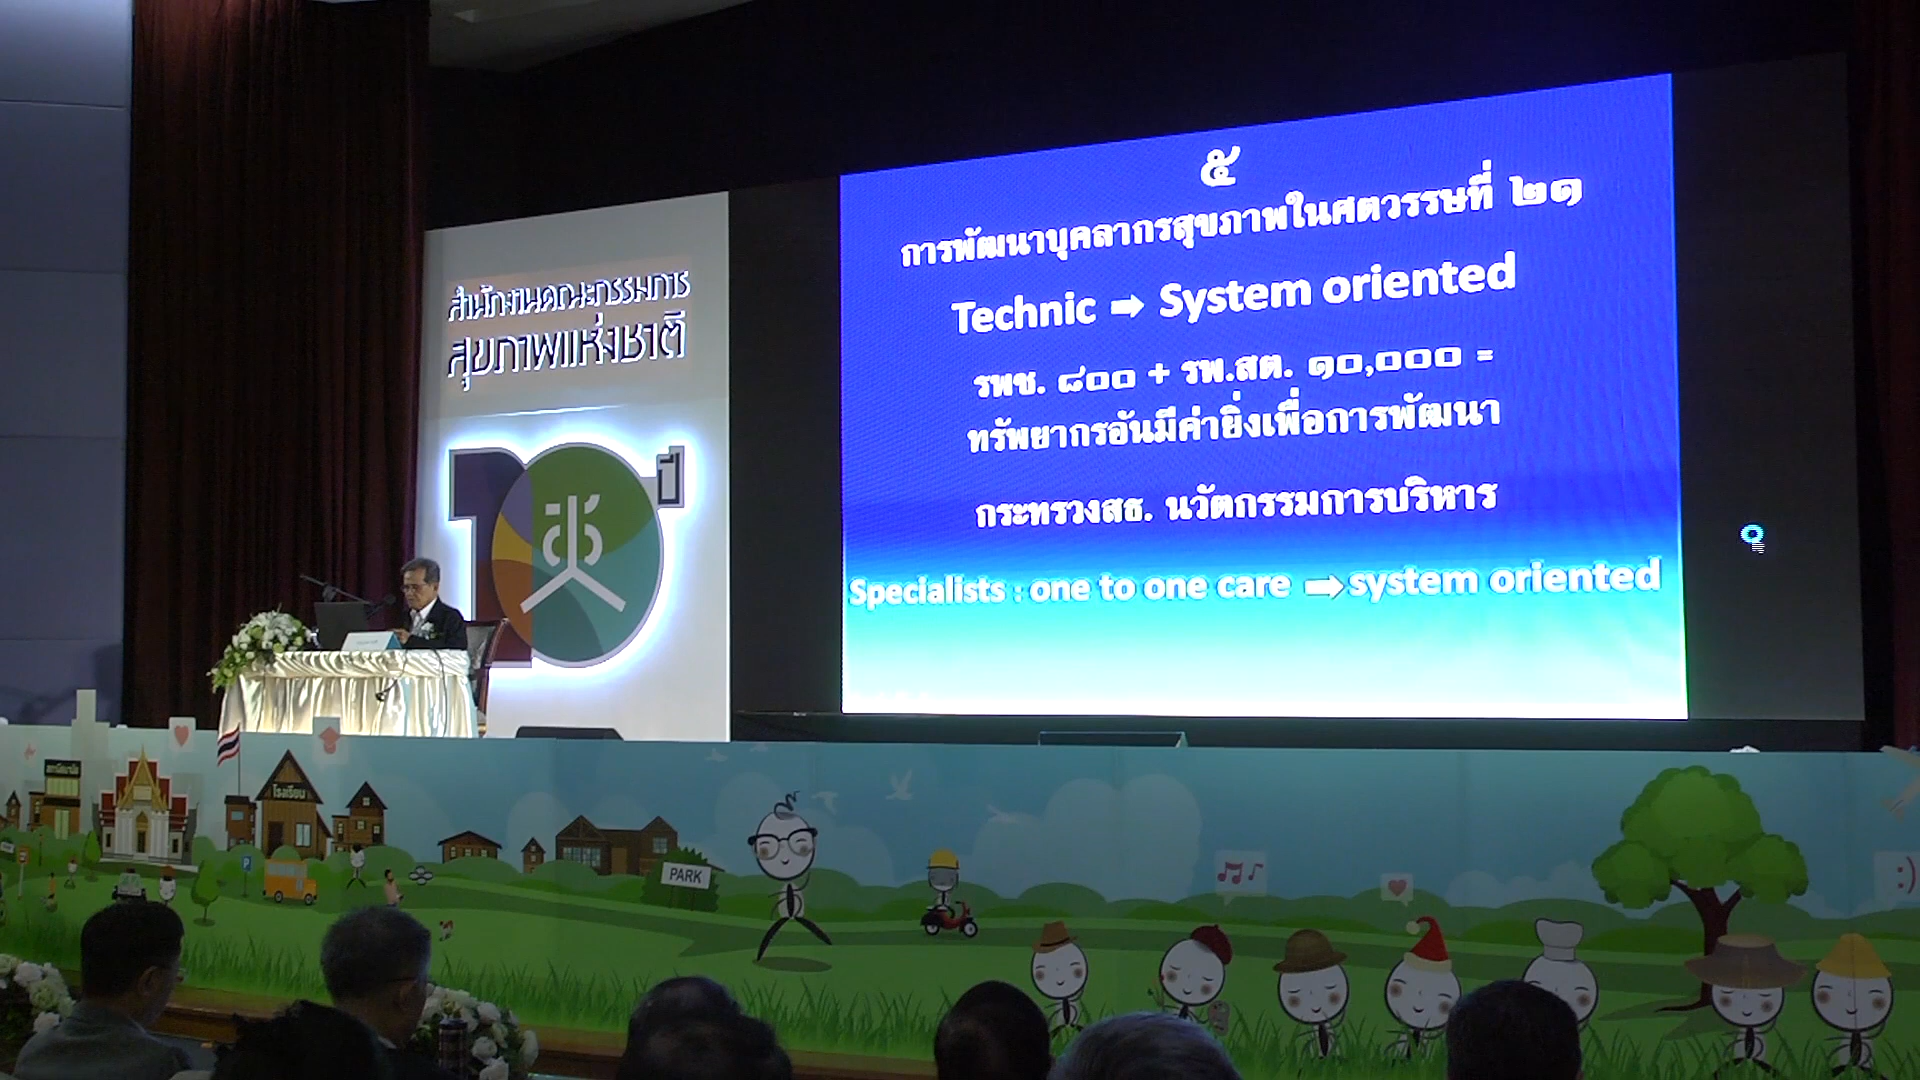 สำนักงานคณะกรรมการ
สุขภาพแห่งชาติ
10 ปี
สช
๕
การพัฒนาบุคลากรสุขภาพในศตวรรษที่ ๒๑
Technic ➡ System oriented
รพช. ๘๐๐ + รพ.สต. ๑๐,๐๐๐ =
ทรัพยากรอันมีค่ายิ่งเพื่อการพัฒนา
กระทรวงสธ. นวัตกรรมการบริหาร
Specialists : one to one care ➡ system oriented
โรงเรียน
P
PARK
:)